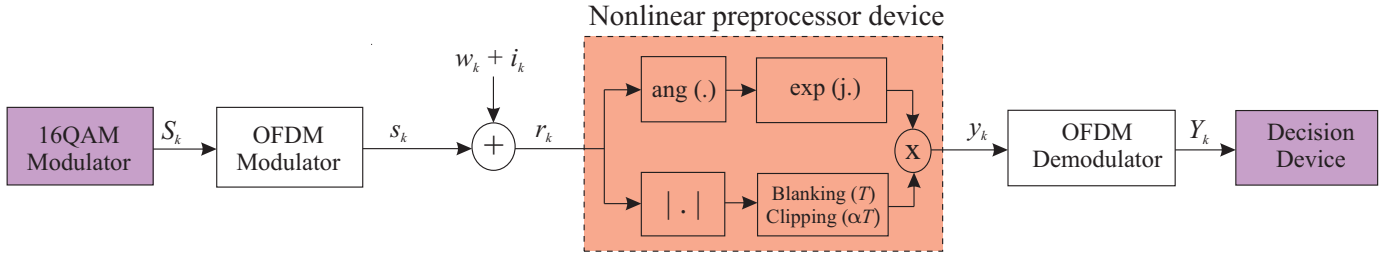 Nonlinear preprocessor device
w_k + i_k
ang (.)
exp (j.)
16QAM
Modulator
S_k
OFDM
Modulator
s_k
+
r_k
x
y_k
OFDM
Demodulator
Y_k
Decision
Device
| . |
Blanking (T)
Clipping (αT)